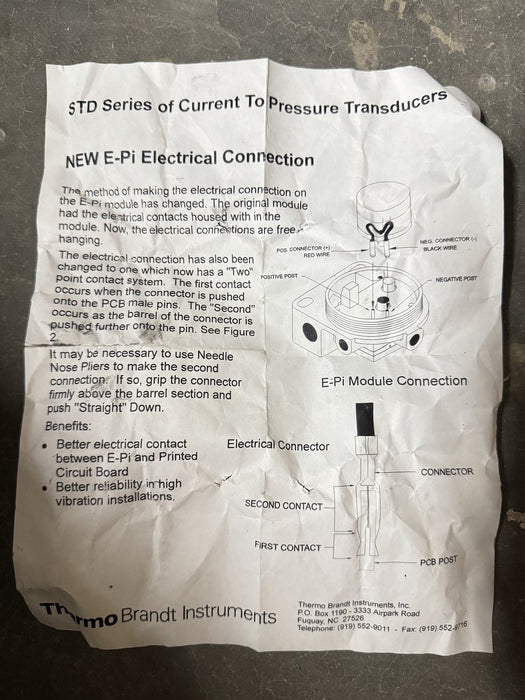 STD Series of Current To Pressure Transducers
NEW E-Pi Electrical Connection
The method of making the electrical connection on
the E-Pi module has changed. The original module
had the electrical contacts housed with in the
module. Now, the electrical connections are free
hanging.
The electrical connection has also been
changed to one which now has a "Two"
point contact system. The first contact
occurs when the connector is pushed
onto the PCB male pins. The "Second"
occurs as the barrel of the connector is
pushed further onto the pin. See Figure
2.
It may be necessary to use Needle
Nose Pliers to make the second
connection. If so, grip the connector
firmly above the barrel section and
push "Straight" Down.
Benefits:
• Better electrical contact
between E-Pi and Printed
Circuit Board
• Better reliability in high
vibration installations.
POS. CONNECTOR (+)
RED WIRE
NEG. CONNECTOR (-)
BLACK WIRE
POSITIVE POST
NEGATIVE POST
E-Pi Module Connection
Electrical Connector
CONNECTOR
SECOND CONTACT
FIRST CONTACT
PCB POST
Thermo Brandt Instruments
Thermo Brandt Instruments, Inc.
P.O. Box 1190 - 3333 Airpark Road
Fuquay, NC 27526
Telephone: (919) 552-9011 - Fax: (919) 552-9716